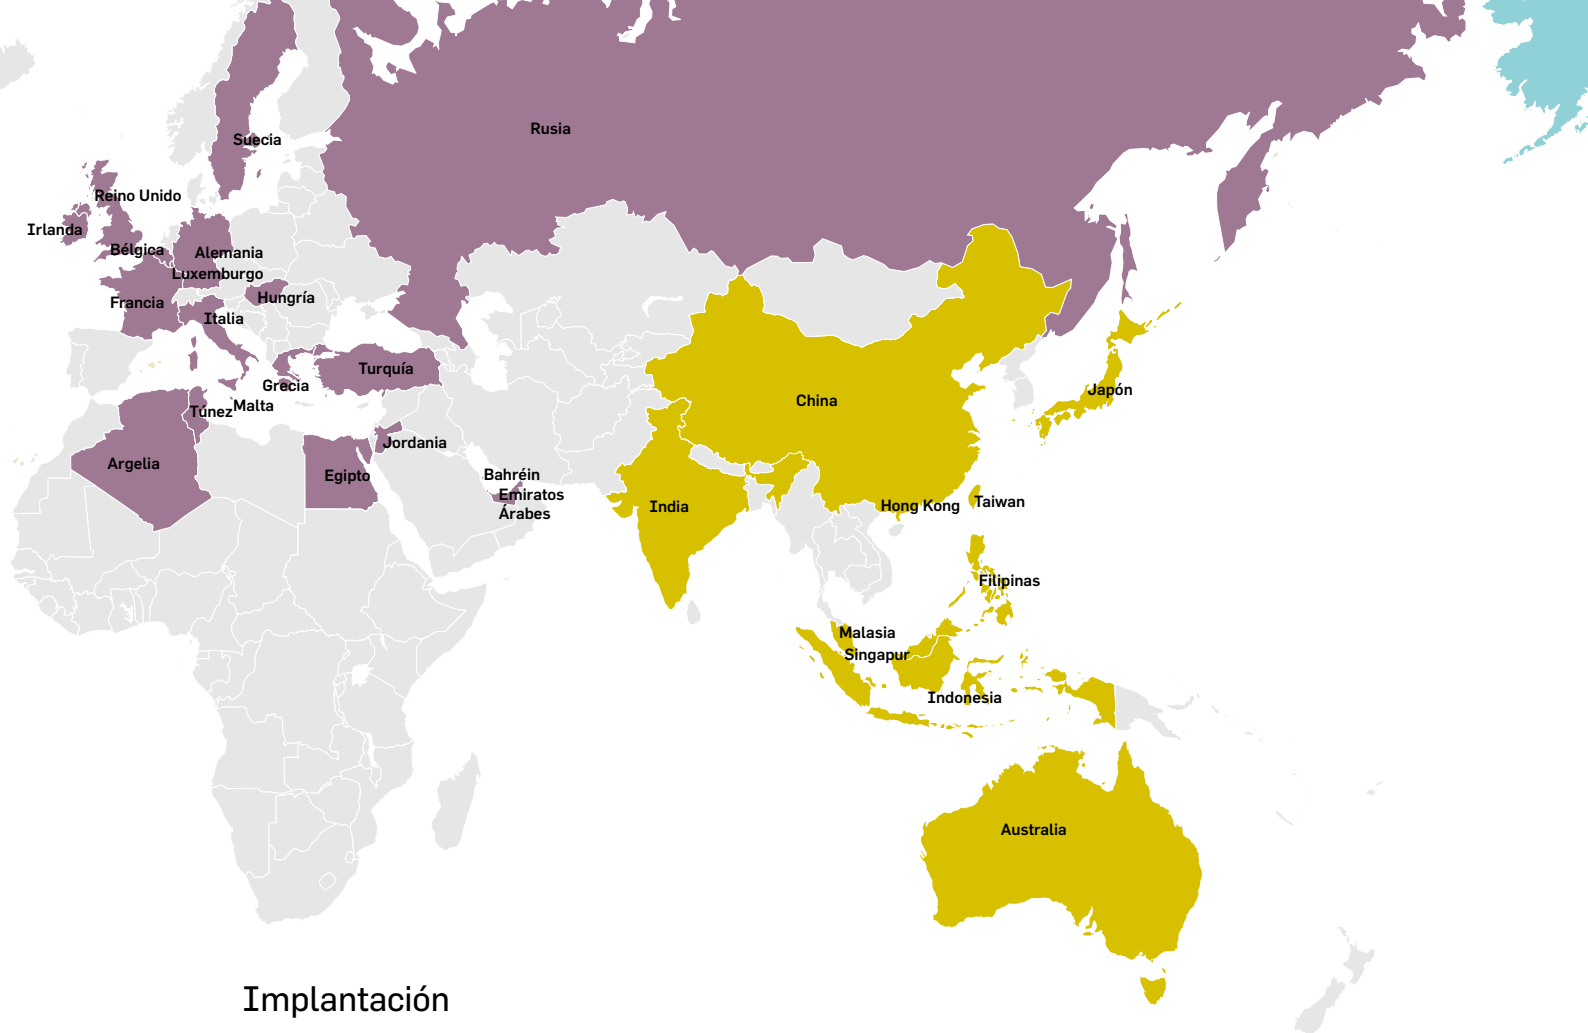 Rusia
Suecia
Reino Unido
Irlanda
Bélgica
Alemania
Luxemburgo
Francia
Hungría
Italia
Turquía
Grecia
Malta
Túnez
Argelia
Jordania
Egipto
Bahréin
Emiratos
Árabes
China
Japón
India
Hong Kong
Taiwan
Filipinas
Malasia
Singapur
Indonesia
Australia
Implantación